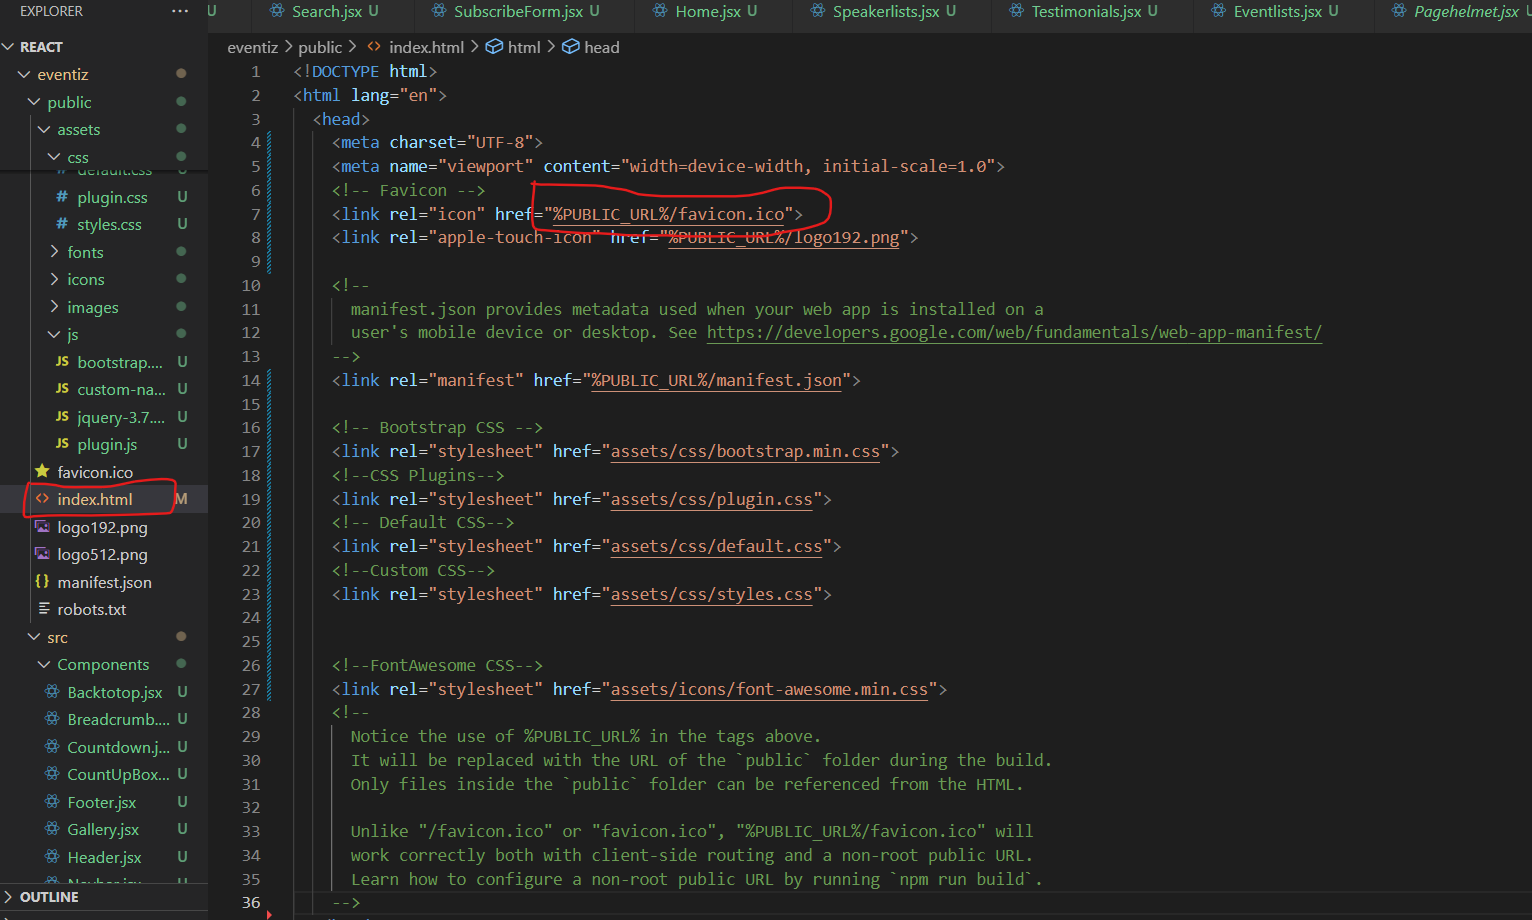 EXPLORER ...
U Search.jsx U SubscribeForm.jsx U Home.jsx U Speakerlists.jsx U Testimonials.jsx U Eventlists.jsx U Pagehelmet.jsx
REACT
eventiz
public
assets
css
default.css U
# plugin.css U
# styles.css U
fonts
icons
images
js
JS bootstrap.... U
JS custom-na... U
JS jquery-3.7.... U
JS plugin.js U
favicon.ico
<> index.html M
logo192.png
logo512.png
{} manifest.json
robots.txt
src
Components
Backtotop.jsx U
Breadcrumb.... U
Countdown.j... U
CountUpBox... U
Footer.jsx U
Gallery.jsx U
Header.jsx U
OUTLINE
eventiz > public > <> index.html > html > head
1 <!DOCTYPE html>
2 <html lang="en">
3 <head>
4 <meta charset="UTF-8">
5 <meta name="viewport" content="width=device-width, initial-scale=1.0">
6 <!-- Favicon -->
7 <link rel="icon" href="%PUBLIC_URL%/favicon.ico">
8 <link rel="apple-touch-icon" href="%PUBLIC_URL%/logo192.png">
9
10 <!--
11 manifest.json provides metadata used when your web app is installed on a
12 user's mobile device or desktop. See https://developers.google.com/web/fundamentals/web-app-manifest/
13 -->
14 <link rel="manifest" href="%PUBLIC_URL%/manifest.json">
15
16 <!-- Bootstrap CSS -->
17 <link rel="stylesheet" href="assets/css/bootstrap.min.css">
18 <!--CSS Plugins-->
19 <link rel="stylesheet" href="assets/css/plugin.css">
20 <!-- Default CSS-->
21 <link rel="stylesheet" href="assets/css/default.css">
22 <!--Custom CSS-->
23 <link rel="stylesheet" href="assets/css/styles.css">
24
25
26 <!--FontAwesome CSS-->
27 <link rel="stylesheet" href="assets/icons/font-awesome.min.css">
28 <!--
29 Notice the use of %PUBLIC_URL% in the tags above.
30 It will be replaced with the URL of the `public` folder during the build.
31 Only files inside the `public` folder can be referenced from the HTML.
32
33 Unlike "/favicon.ico" or "favicon.ico", "%PUBLIC_URL%/favicon.ico" will
34 work correctly both with client-side routing and a non-root public URL.
35 Learn how to configure a non-root public URL by running `npm run build`.
36 -->